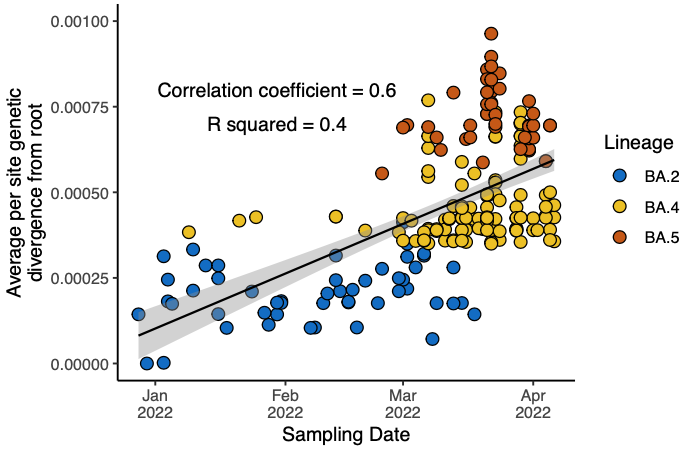 Average per site genetic
divergence from root
0.00100
0.00075
0.00050
0.00025
0.00000
Correlation coefficient = 0.6
R squared = 0.4
Jan
2022
Feb
2022
Mar
2022
Apr
2022
Sampling Date
Lineage
BA.2
BA.4
BA.5